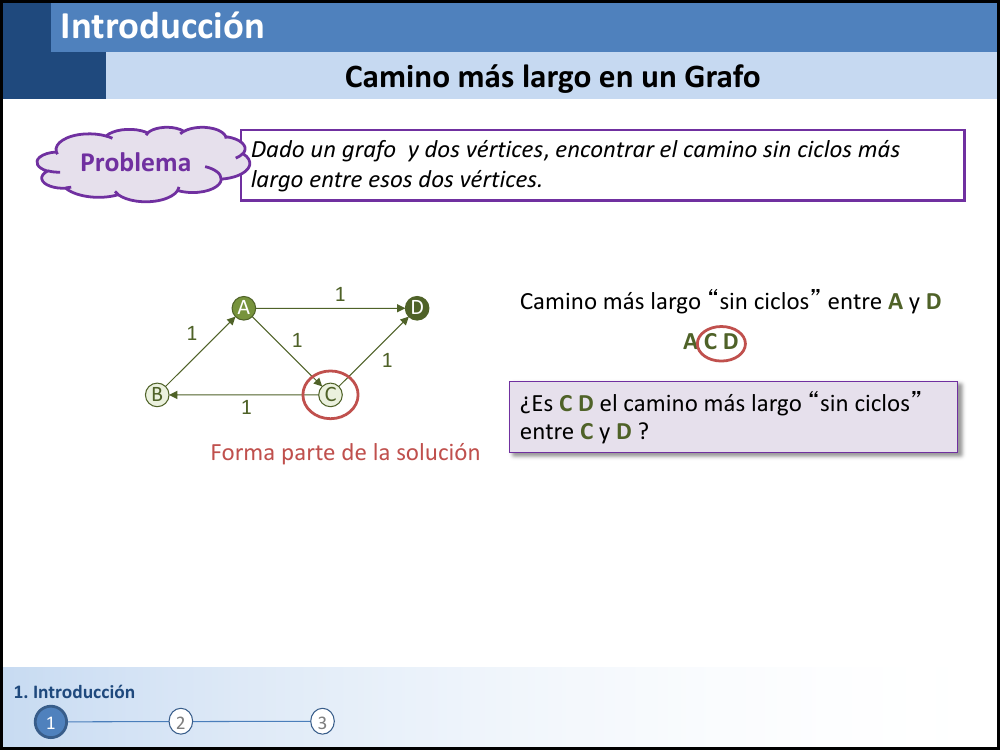 Introducción
Camino más largo en un Grafo
Problema
Dado un grafo y dos vértices, encontrar el camino sin ciclos más
largo entre esos dos vértices.
1
A
D
1
1
1
B
C
1
Forma parte de la solución
Camino más largo “sin ciclos” entre A y D
A C D
¿Es C D el camino más largo “sin ciclos”
entre C y D ?
1. Introducción
1
2
3